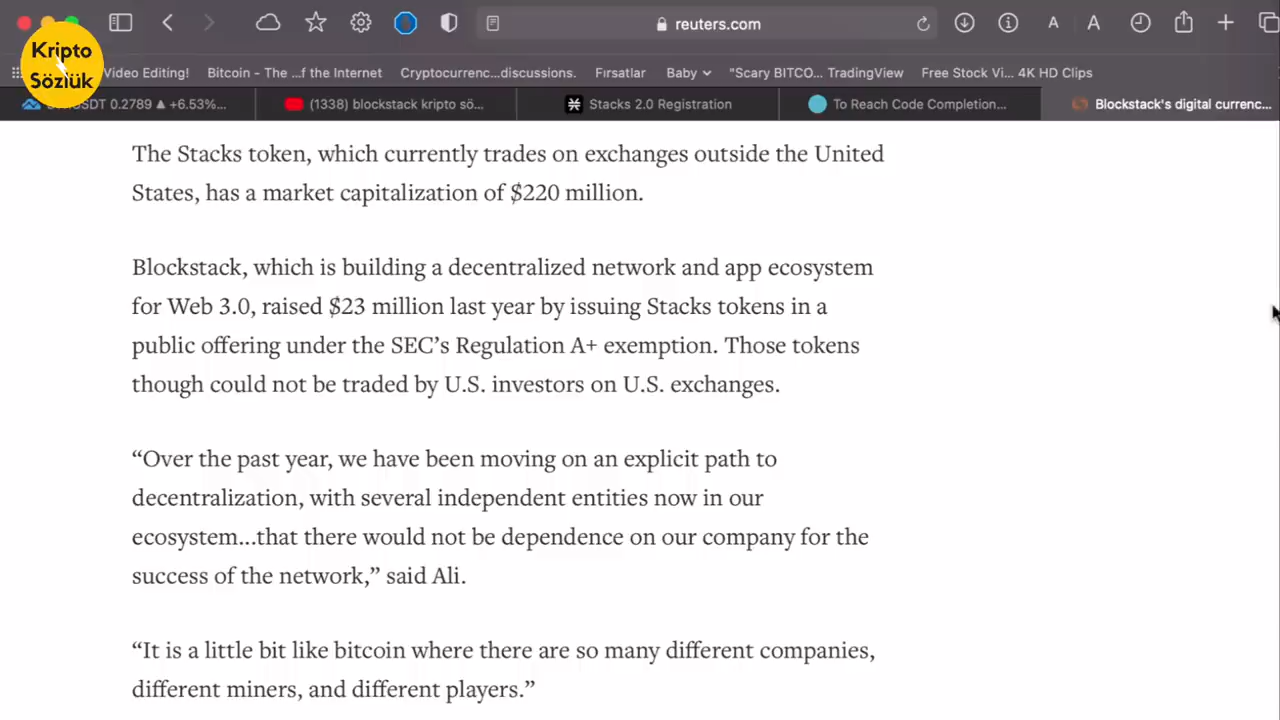 reuters.com
A
A
Kripto
Sözlük
Video Editing!
Bitcoin - The ...f the Internet
Cryptocurrenc...discussions.
Fırsatlar
Baby
"Scary BITCO...
TradingView
Free Stock Vi... 4K HD Clips
USDT 0.2789 ▲ +6.53%...
(1338) blockstack kripto sö...
Stacks 2.0 Registration
To Reach Code Completion...
Blockstack's digital currenc...
The Stacks token, which currently trades on exchanges outside the United
States, has a market capitalization of $220 million.
Blockstack, which is building a decentralized network and app ecosystem
for Web 3.0, raised $23 million last year by issuing Stacks tokens in a
public offering under the SEC’s Regulation A+ exemption. Those tokens
though could not be traded by U.S. investors on U.S. exchanges.
“Over the past year, we have been moving on an explicit path to
decentralization, with several independent entities now in our
ecosystem...that there would not be dependence on our company for the
success of the network,” said Ali.
“It is a little bit like bitcoin where there are so many different companies,
different miners, and different players.”